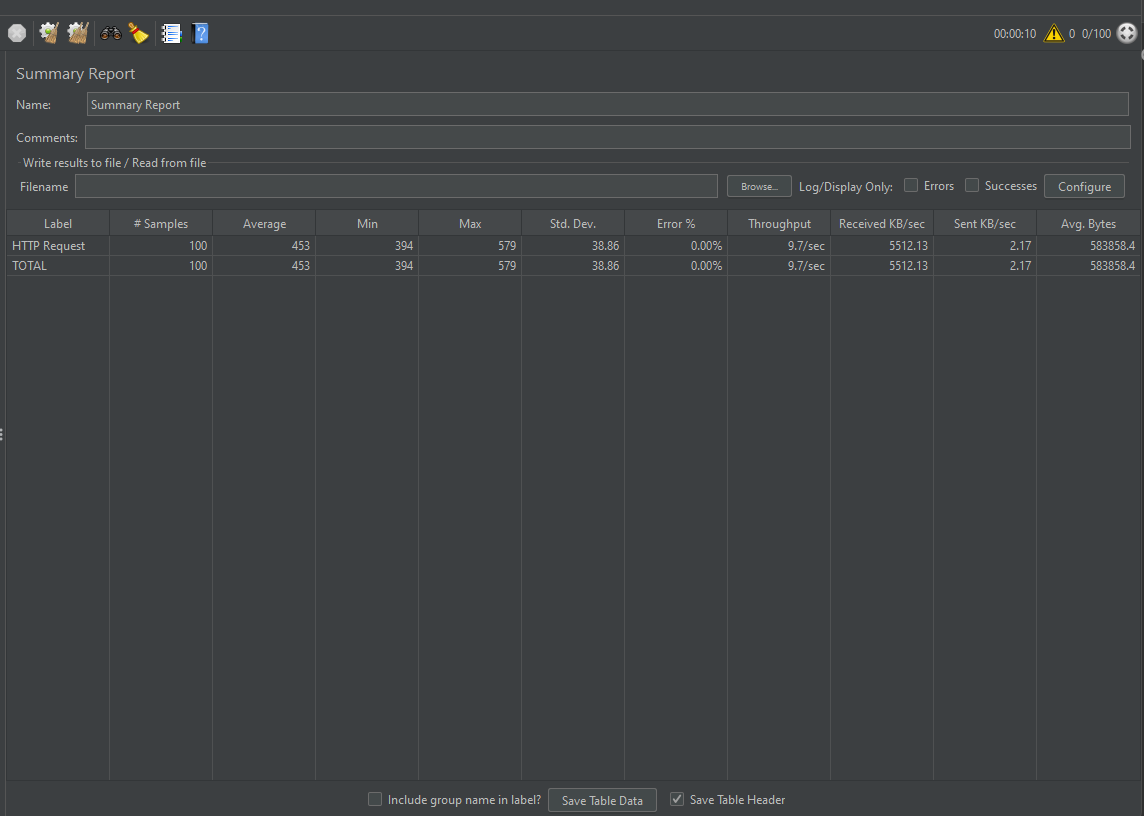 00:00:10 0 0/100
Summary Report
Name: Summary Report
Comments:
Write results to file / Read from file
Filename Browse... Log/Display Only: Errors Successes Configure
Label # Samples Average Min Max Std. Dev. Error % Throughput Received KB/sec Sent KB/sec Avg. Bytes
HTTP Request 100 453 394 579 38.86 0.00% 9.7/sec 5512.13 2.17 583858.4
TOTAL 100 453 394 579 38.86 0.00% 9.7/sec 5512.13 2.17 583858.4
Include group name in label? Save Table Data Save Table Header